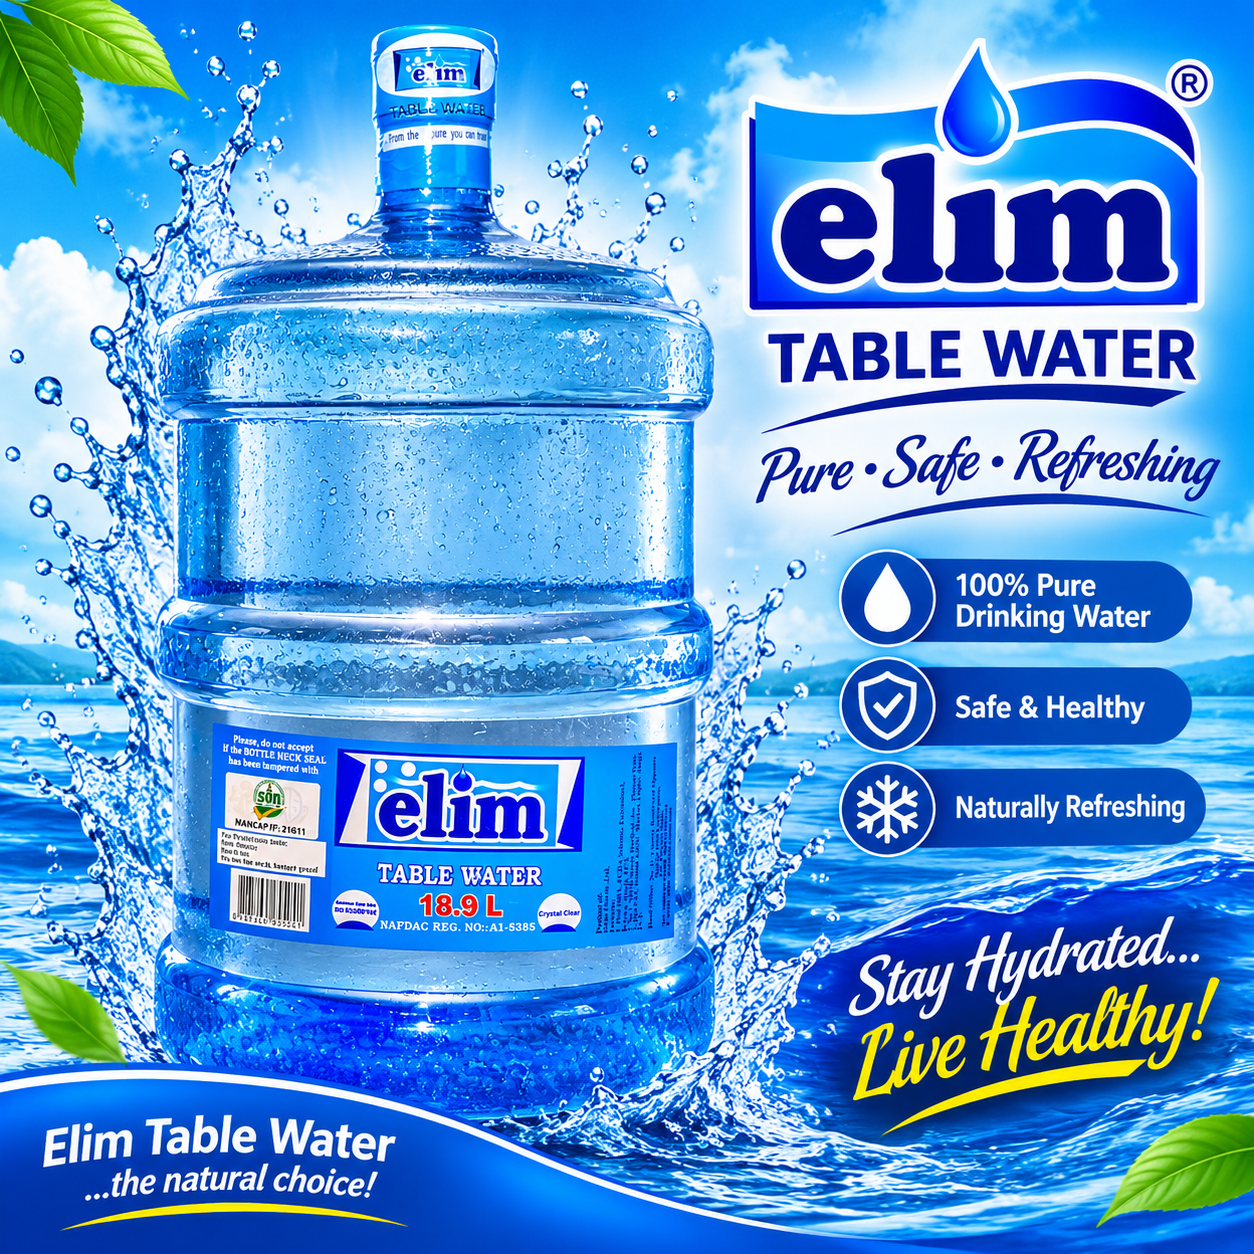 elim
TABLE WATER
From the
pure you can trust
®
elim
TABLE WATER
Pure • Safe • Refreshing
100% Pure
Drinking Water
Safe & Healthy
Naturally Refreshing
Please, do not accept
if the BOTTLE NECK SEAL
has been tampered with
SON
NANCAP
21611
elim
TABLE WATER
18.9 L
Crystal Clear
NAFDAC REG. NO.:A1-5385
Stay Hydrated...
Live Healthy!
Elim Table Water
...the natural choice!